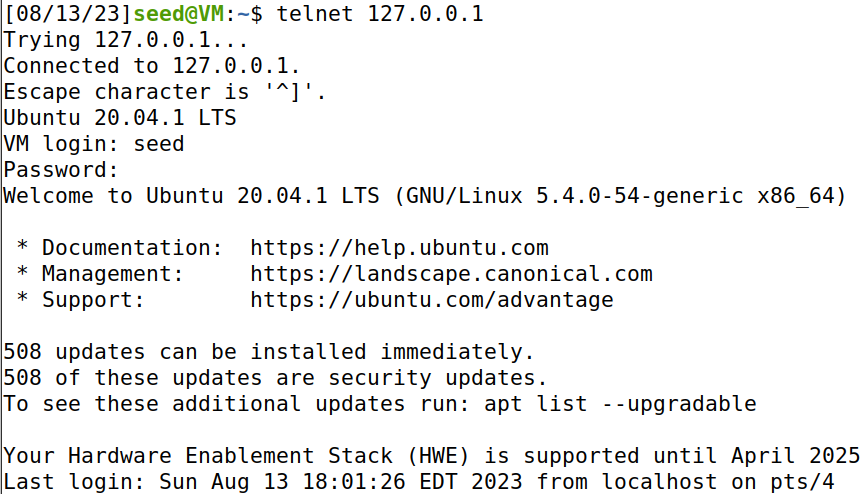 [08/13/23]seed@VM:~$ telnet 127.0.0.1
Trying 127.0.0.1...
Connected to 127.0.0.1.
Escape character is '^]'.
Ubuntu 20.04.1 LTS
VM login: seed
Password:
Welcome to Ubuntu 20.04.1 LTS (GNU/Linux 5.4.0-54-generic x86_64)

 * Documentation:  https://help.ubuntu.com
 * Management:     https://landscape.canonical.com
 * Support:        https://ubuntu.com/advantage

508 updates can be installed immediately.
508 of these updates are security updates.
To see these additional updates run: apt list --upgradable

Your Hardware Enablement Stack (HWE) is supported until April 2025
Last login: Sun Aug 13 18:01:26 EDT 2023 from localhost on pts/4